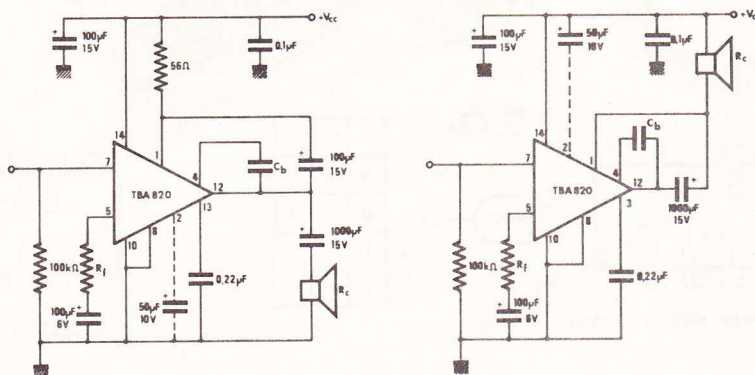 +Vcc
100µF
15V
0,1µF
56Ω
14
1
7
4
TBA 820
12
13
5
2
8
10
Cb
100µF
15V
1000µF
15V
100kΩ
Rf
0,22µF
Rc
100µF
6V
50µF
10V
100µF
15V
50µF
10V
0,1µF
Rc
14
2
1
Cb
7
4
TBA 820
12
1000µF
15V
5
3
8
10
100kΩ
Rf
0,22µF
100µF
6V